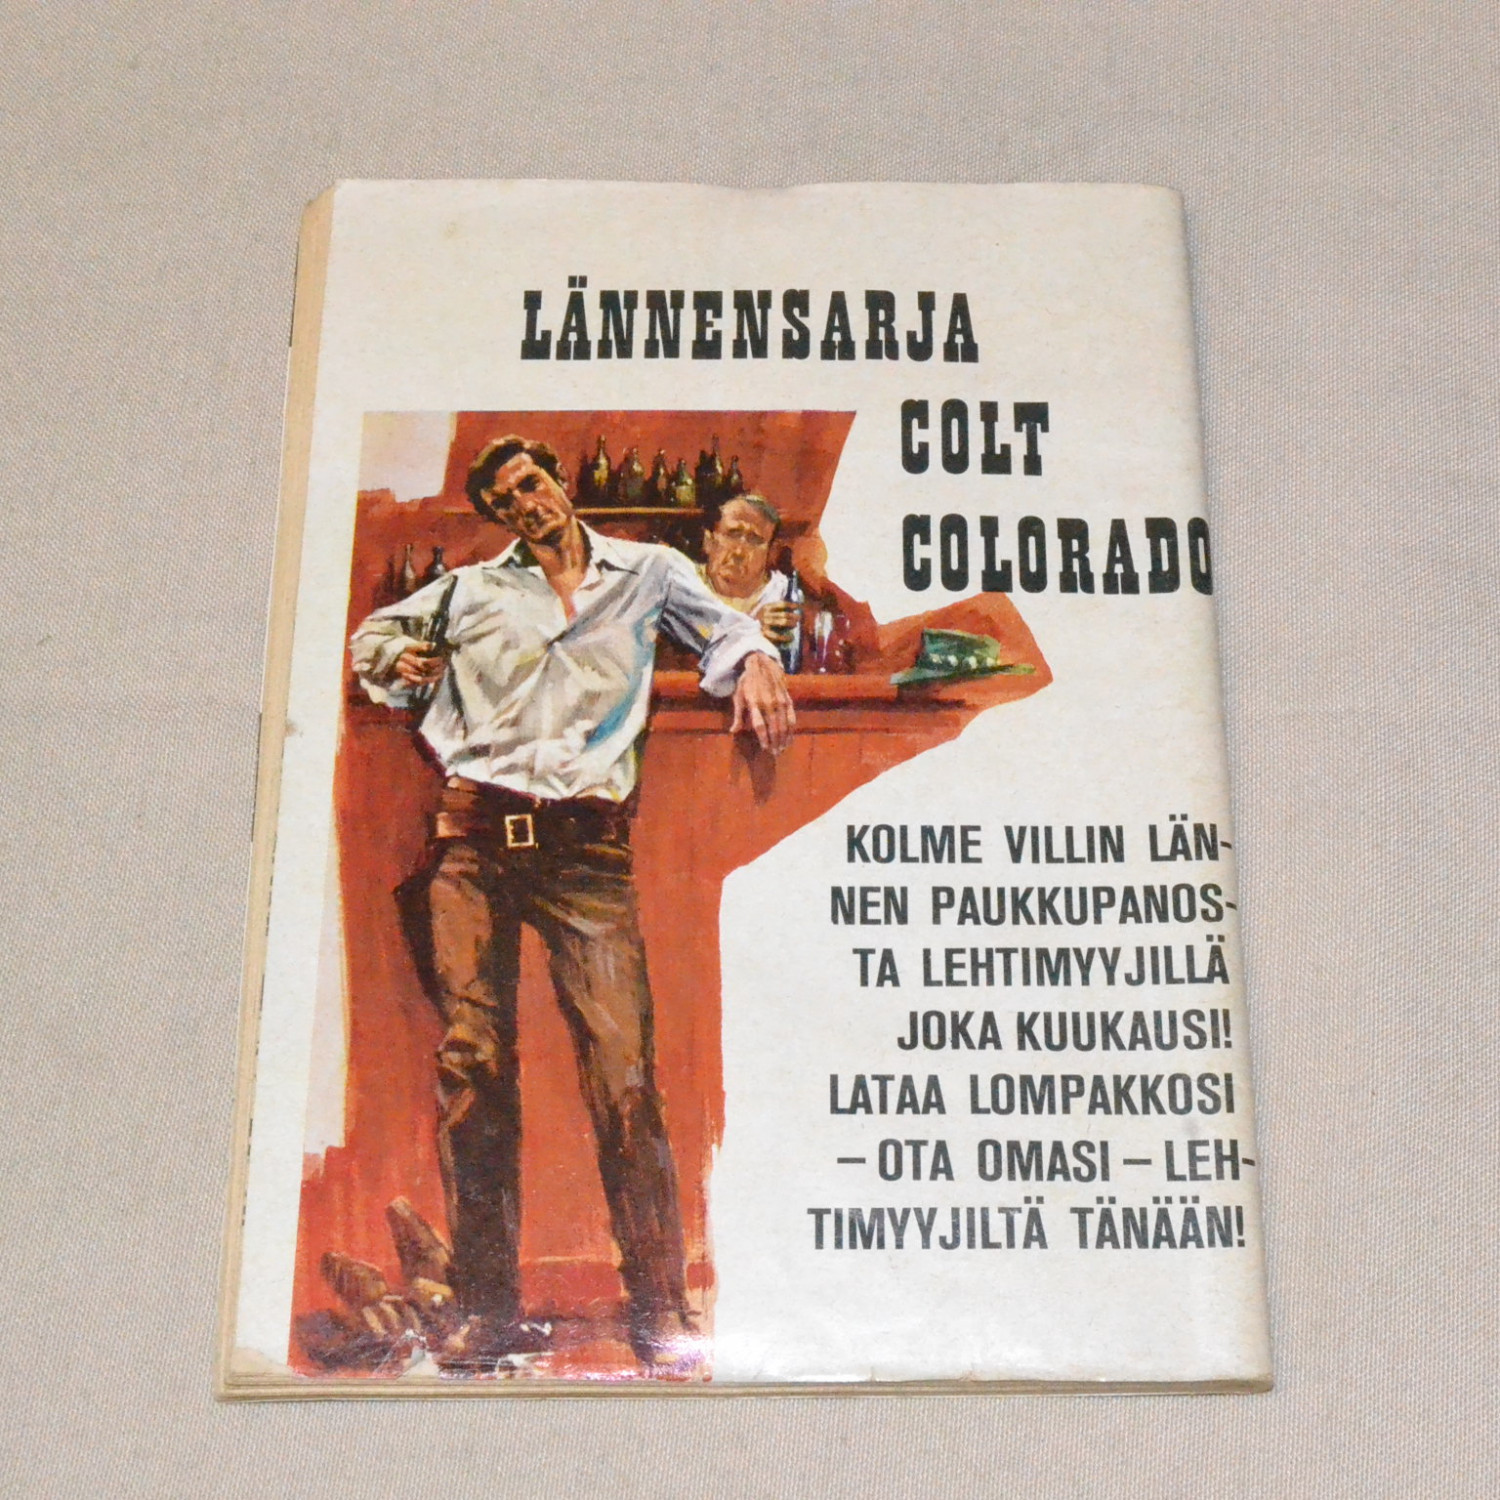 LÄNNENSARJA
COLT
COLORADO
KOLME VILLIN LÄN-
NEN PAUKKUPANOS-
TA LEHTIMYYJILLÄ
JOKA KUUKAUSI!
LATAA LOMPAKKOSI
– OTA OMASI – LEH-
TIMYYJILTÄ TÄNÄÄN!